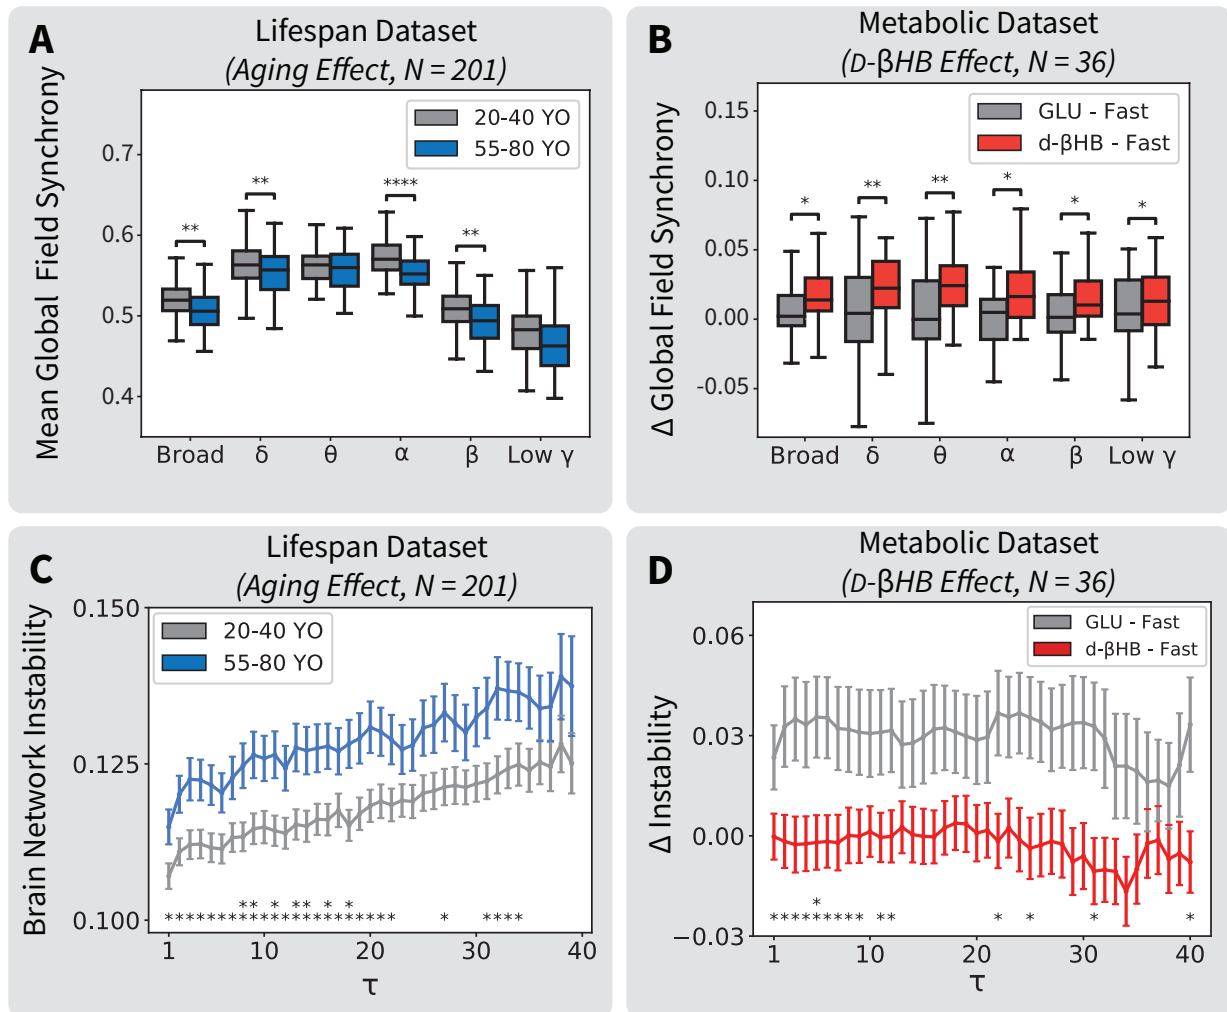 A
Lifespan Dataset
(Aging Effect, N = 201)
Mean Global Field Synchrony
0.7
0.6
0.5
0.4
20-40 YO
55-80 YO
**
**
****
**
Broad
δ
θ
α
β
Low γ
B
Metabolic Dataset
(D-βHB Effect, N = 36)
Δ Global Field Synchrony
0.15
0.10
0.05
0.00
-0.05
GLU - Fast
d-βHB - Fast
*
**
**
*
*
*
Broad
δ
θ
α
β
Low γ
C
Lifespan Dataset
(Aging Effect, N = 201)
Brain Network Instability
0.150
0.125
0.100
20-40 YO
55-80 YO
1
10
20
30
40
τ
D
Metabolic Dataset
(D-βHB Effect, N = 36)
Δ Instability
0.06
0.03
0.00
−0.03
GLU - Fast
d-βHB - Fast
1
10
20
30
40
τ